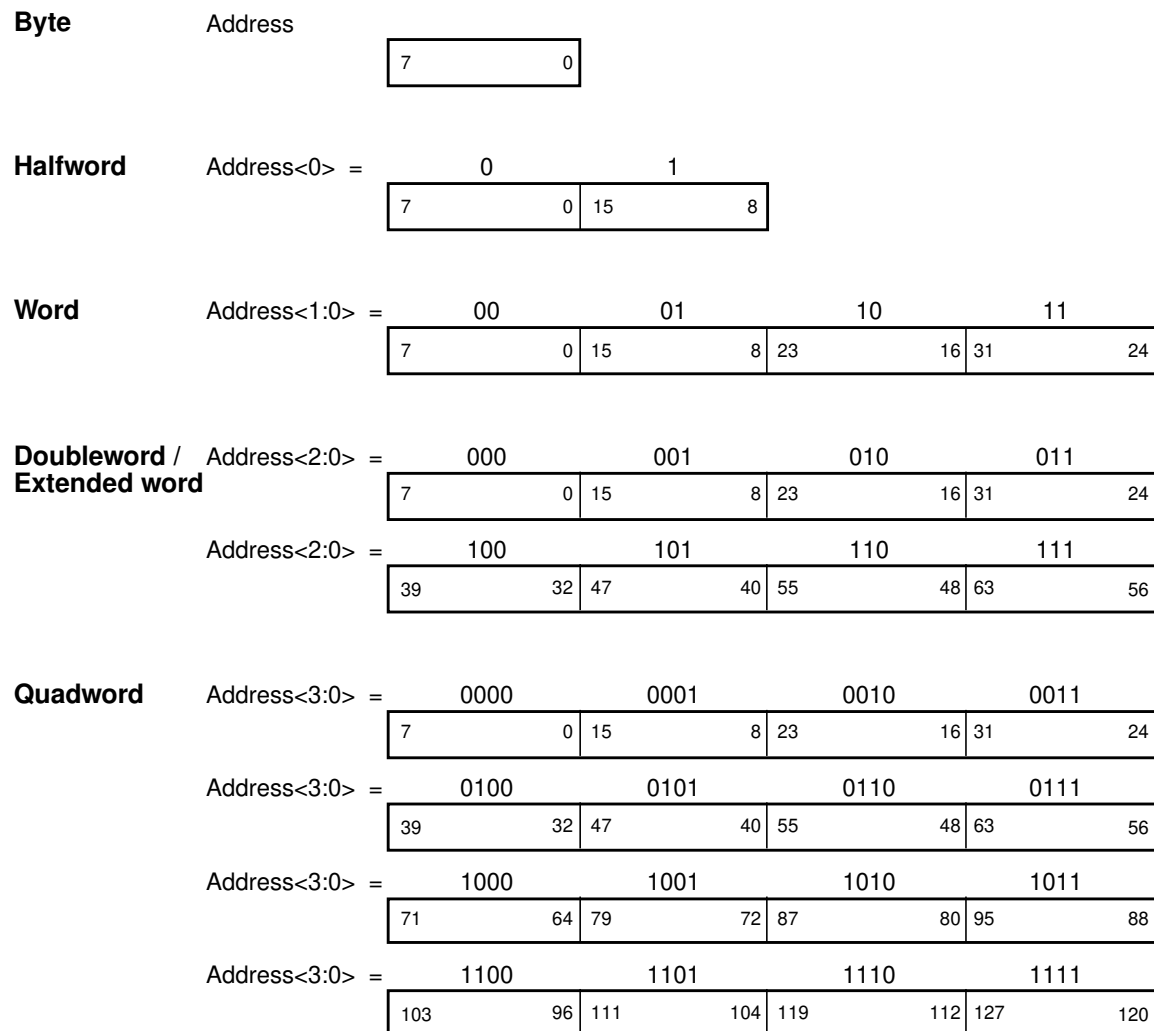 Byte Address
7 0
Halfword Address<0> = 0 1
7 0 15 8
Word Address<1:0> = 00 01 10 11
7 0 15 8 23 16 31 24
Doubleword / Address<2:0> = 000 001 010 011
Extended word
7 0 15 8 23 16 31 24
Address<2:0> = 100 101 110 111
39 32 47 40 55 48 63 56
Quadword Address<3:0> = 0000 0001 0010 0011
7 0 15 8 23 16 31 24
Address<3:0> = 0100 0101 0110 0111
39 32 47 40 55 48 63 56
Address<3:0> = 1000 1001 1010 1011
71 64 79 72 87 80 95 88
Address<3:0> = 1100 1101 1110 1111
103 96 111 104 119 112 127 120